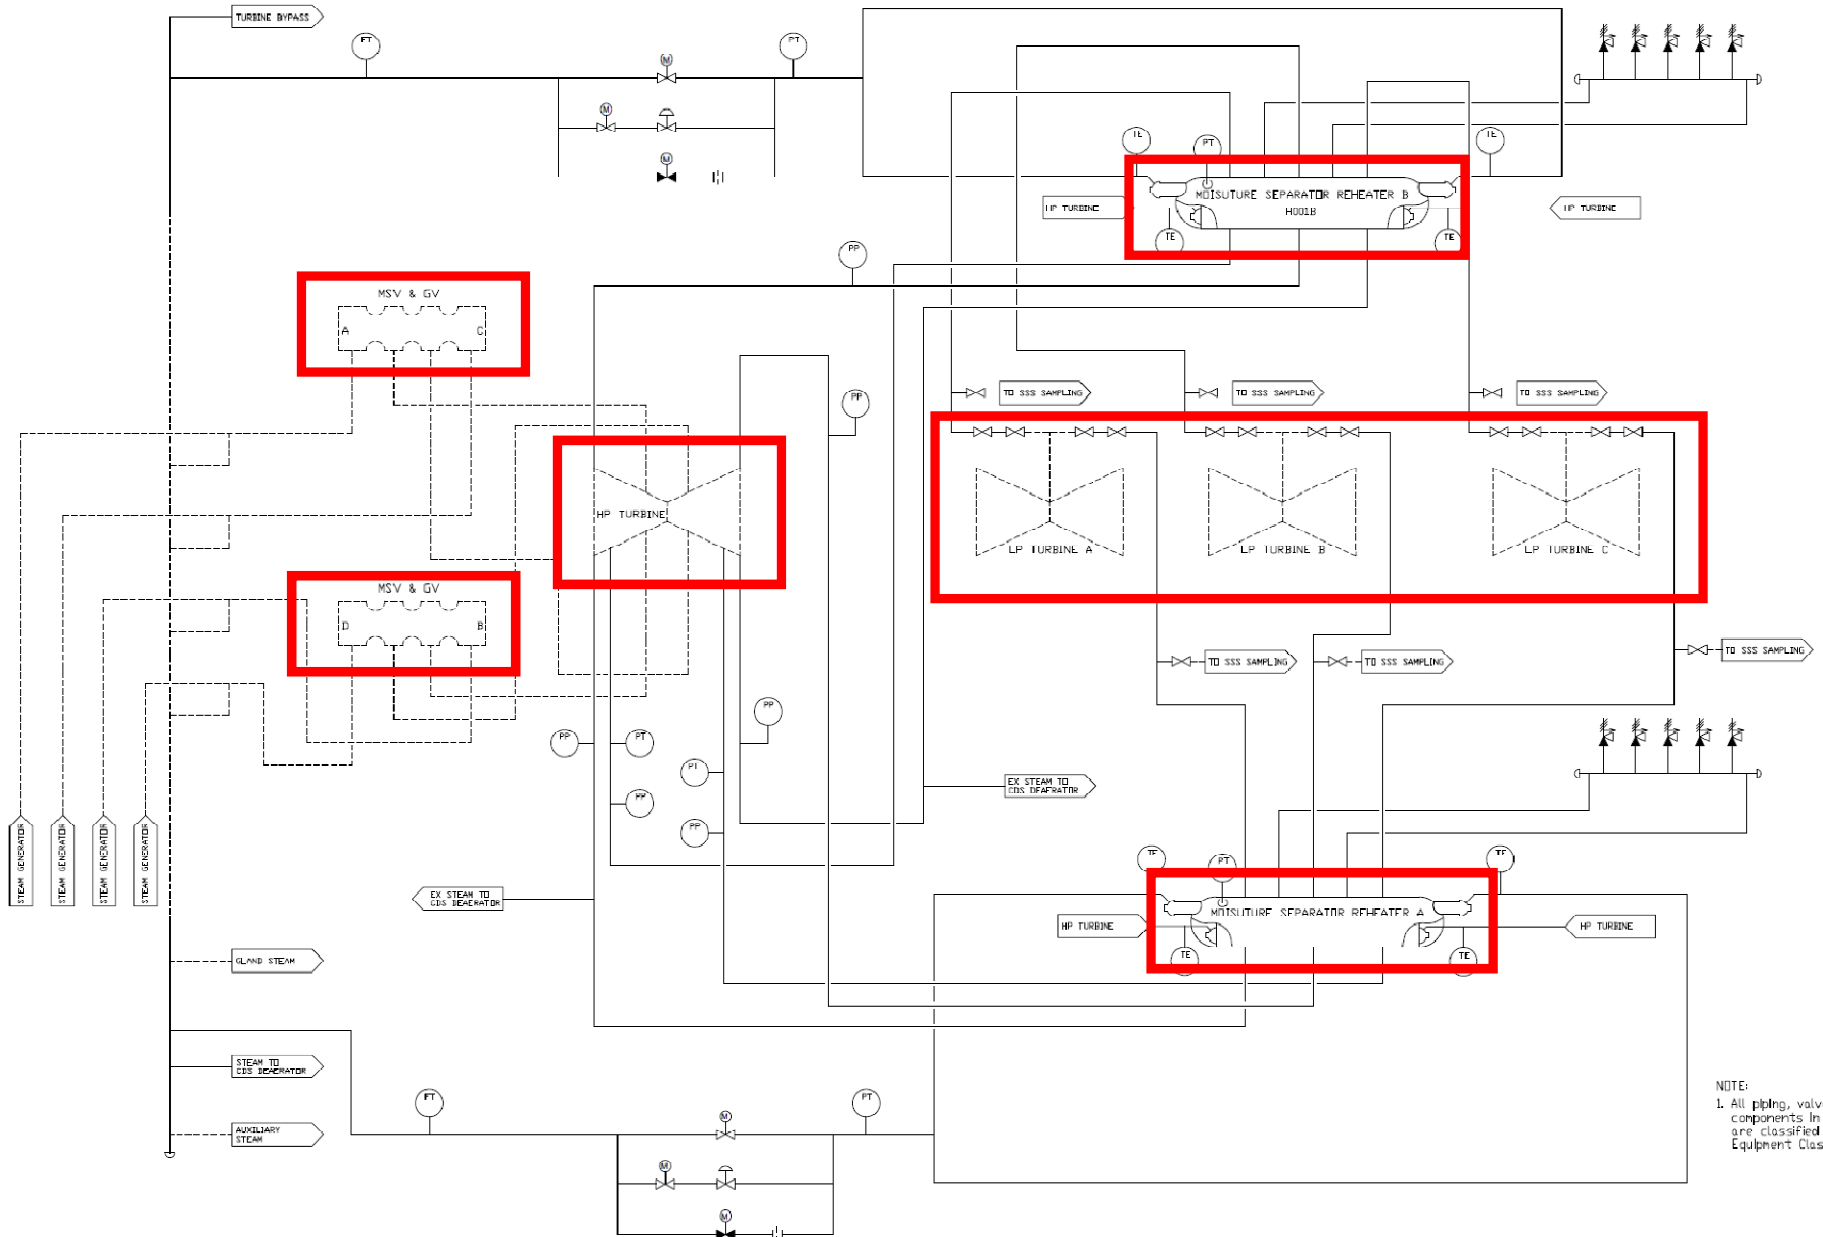 TURBINE BYPASS
FT
PT
M
M
M
TE
PT
TE
MOISUTURE SEPARATOR REHEATER B
H001B
HP TURBINE
HP TURBINE
TE
TE
PP
MSV & GV
A
C
PP
TO SSS SAMPLING
TO SSS SAMPLING
TO SSS SAMPLING
HP TURBINE
LP TURBINE A
LP TURBINE B
LP TURBINE C
MSV & GV
D
B
TO SSS SAMPLING
TO SSS SAMPLING
TO SSS SAMPLING
PP
PP
PT
PT
PP
PP
EX STEAM TO
CDS DEAERATOR
STEAM GENERATOR
STEAM GENERATOR
STEAM GENERATOR
STEAM GENERATOR
EX STEAM TO
CDS DEAERATOR
TE
PT
TE
MOISUTURE SEPARATOR REHEATER A
HP TURBINE
HP TURBINE
TE
TE
GLAND STEAM
STEAM TO
CDS DEAERATOR
AUXILIARY
STEAM
FT
PT
M
M
M
NOTE:
1. All piping, valv
components in
are classified
Equipment Clas